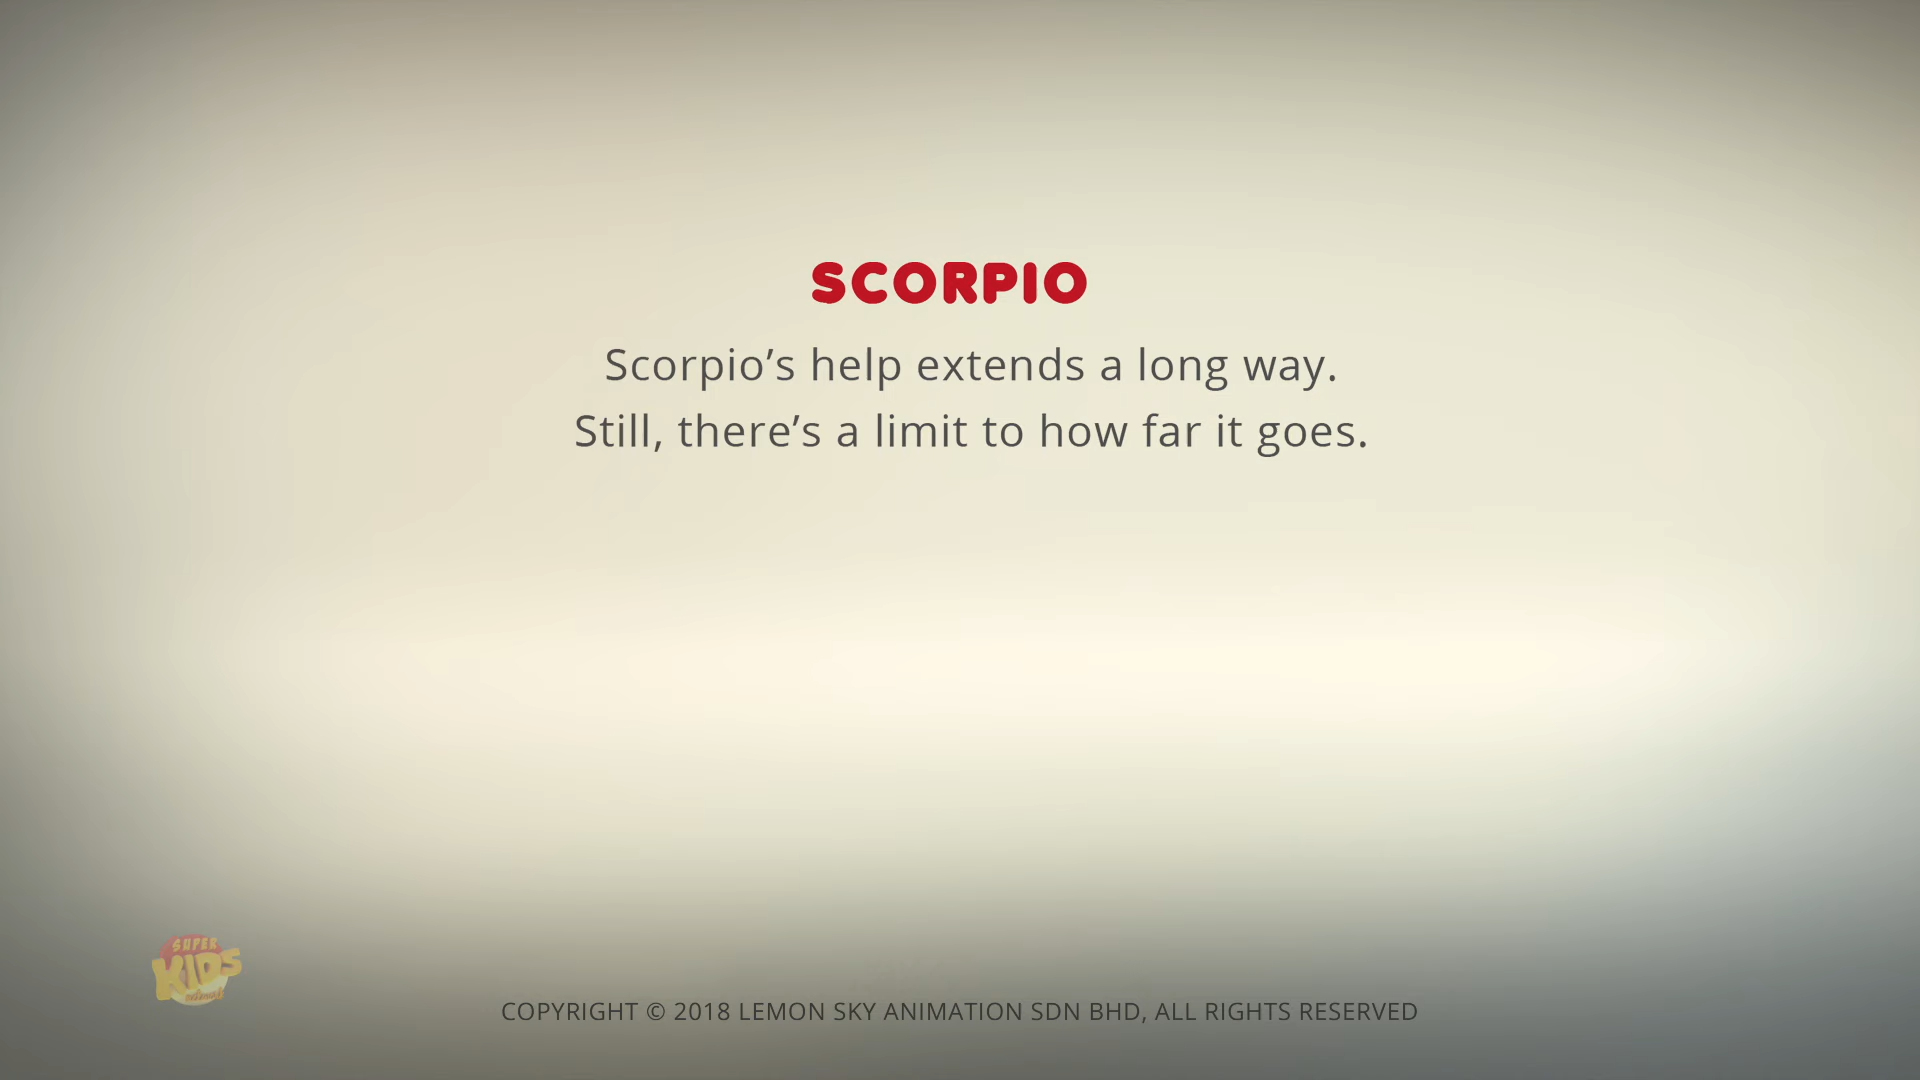 SCORPIO
Scorpio’s help extends a long way.
Still, there’s a limit to how far it goes.
SUPER
KIDS
COPYRIGHT © 2018 LEMON SKY ANIMATION SDN BHD, ALL RIGHTS RESERVED